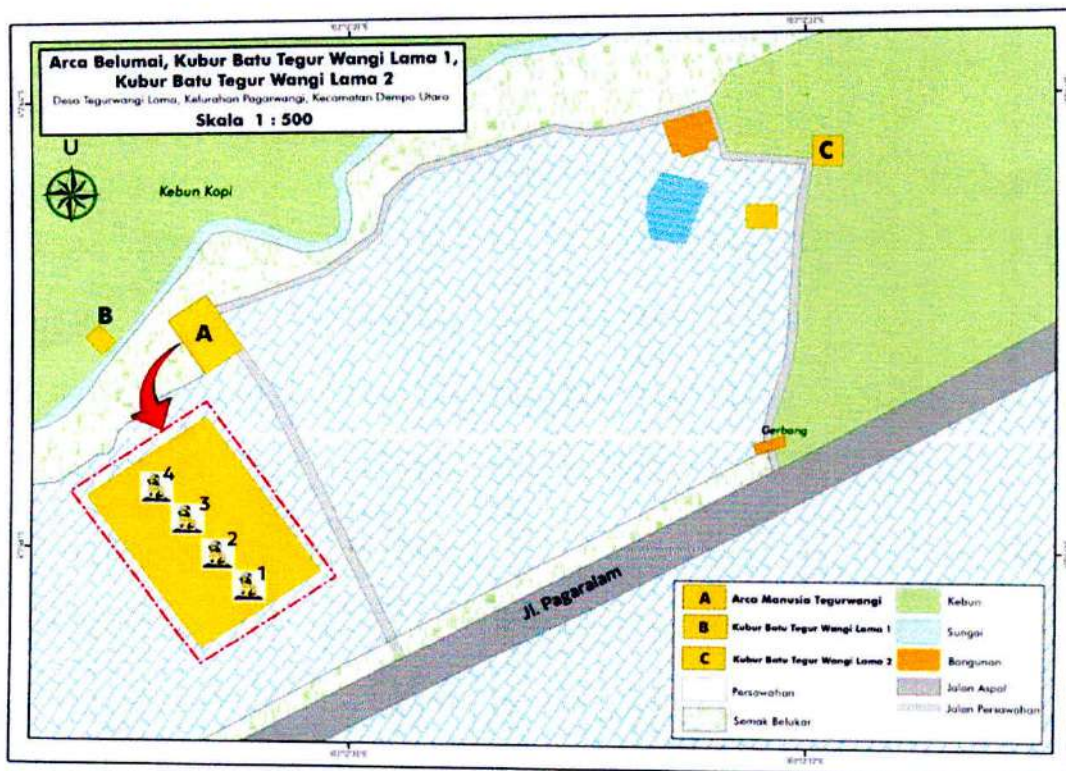 Arca Belumai, Kubur Batu Tegur Wangi Lama 1,
Kubur Batu Tegur Wangi Lama 2
Desa Tegurwangi Lama, Kelurahan Pagarwangi, Kecamatan Dempo Utara
Skala 1 : 500
U
Kebun Kopi
C
B
A
Gerbang
4
3
2
1
Jl. Pagaralam
A Arca Manusia Tegurwangi
B Kubur Batu Tegur Wangi Lama 1
C Kubur Batu Tegur Wangi Lama 2
Persawahan
Semak Belukar
Kebun
Sungai
Bangunan
Jalan Aspal
Jalan Persawahan